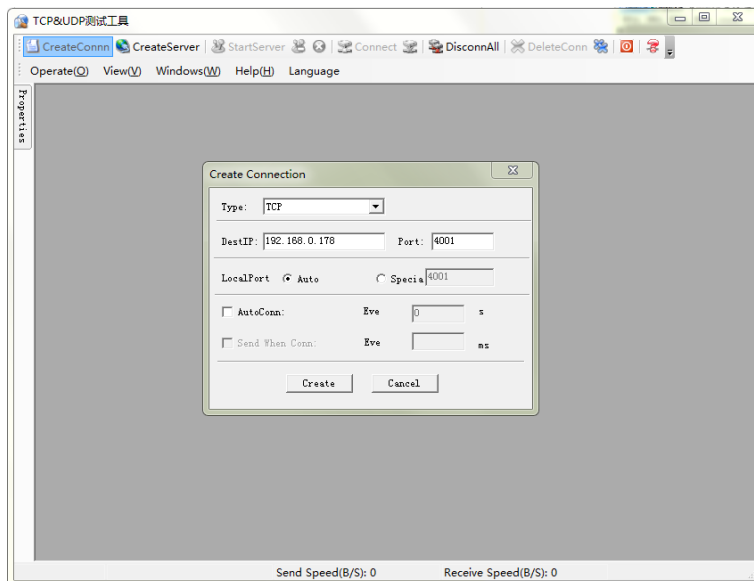 TCP&UDP测试工具
CreateConnn CreateServer StartServer Connect DisconnAll DeleteConn
Operate(O) View(V) Windows(W) Help(H) Language
Properties
Create Connection
Type: TCP
DestIP: 192.168.0.178 Port: 4001
LocalPort Auto Specia 4001
AutoConn: Eve 0 s
Send When Conn: Eve ms
Create Cancel
Send Speed(B/S): 0 Receive Speed(B/S): 0